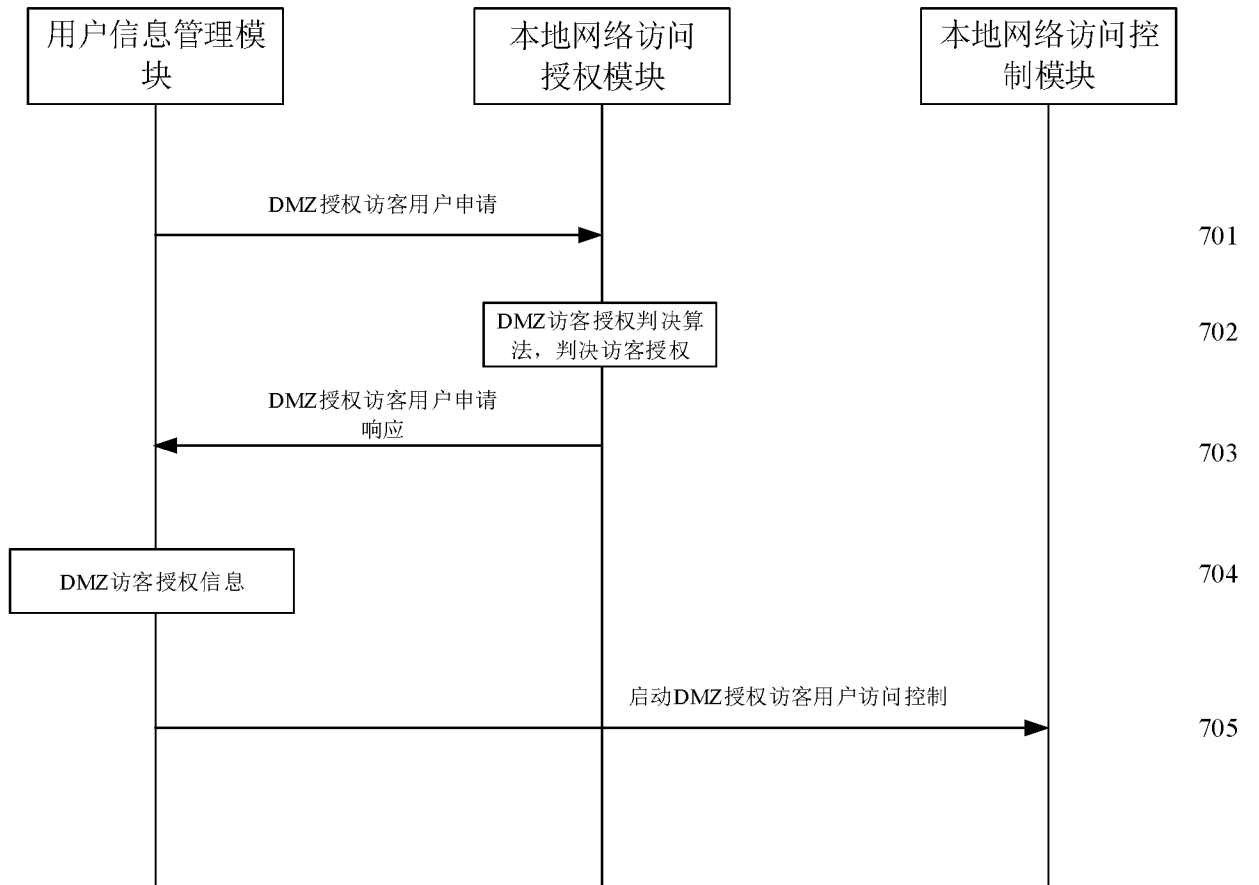 用户信息管理模
块
本地网络访问
授权模块
本地网络访问控
制模块
DMZ授权访客用户申请
701
DMZ访客授权判决算
法，判决访客授权
702
DMZ授权访客用户申请
响应
703
DMZ访客授权信息
704
启动DMZ授权访客用户访问控制
705